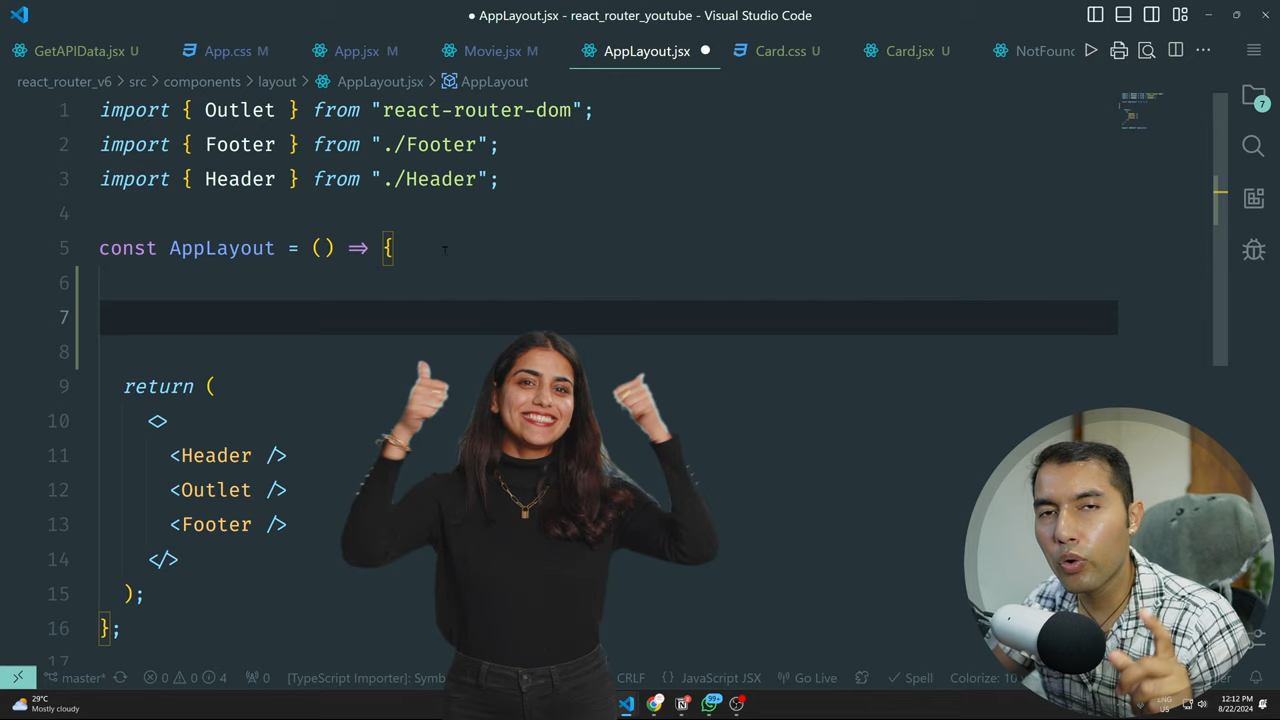 AppLayout.jsx - react_router_youtube - Visual Studio Code
GetAPIData.jsx U App.css M App.jsx M Movie.jsx M AppLayout.jsx Card.css U Card.jsx U NotFounc
react_router_v6 > src > components > layout > AppLayout.jsx > AppLayout
1 import { Outlet } from "react-router-dom";
2 import { Footer } from "./Footer";
3 import { Header } from "./Header";
4
5 const AppLayout = () => {
6
7
8
9 return (
10 <>
11 <Header />
12 <Outlet />
13 <Footer />
14 </>
15 );
16 };
17
7
master* 0 0 4 0 [TypeScript Importer]: Symb CRLF { } JavaScript JSX Go Live Spell Colorize: 10
29°C
Mostly cloudy
99+
ENG
12:12 PM
8/22/2024